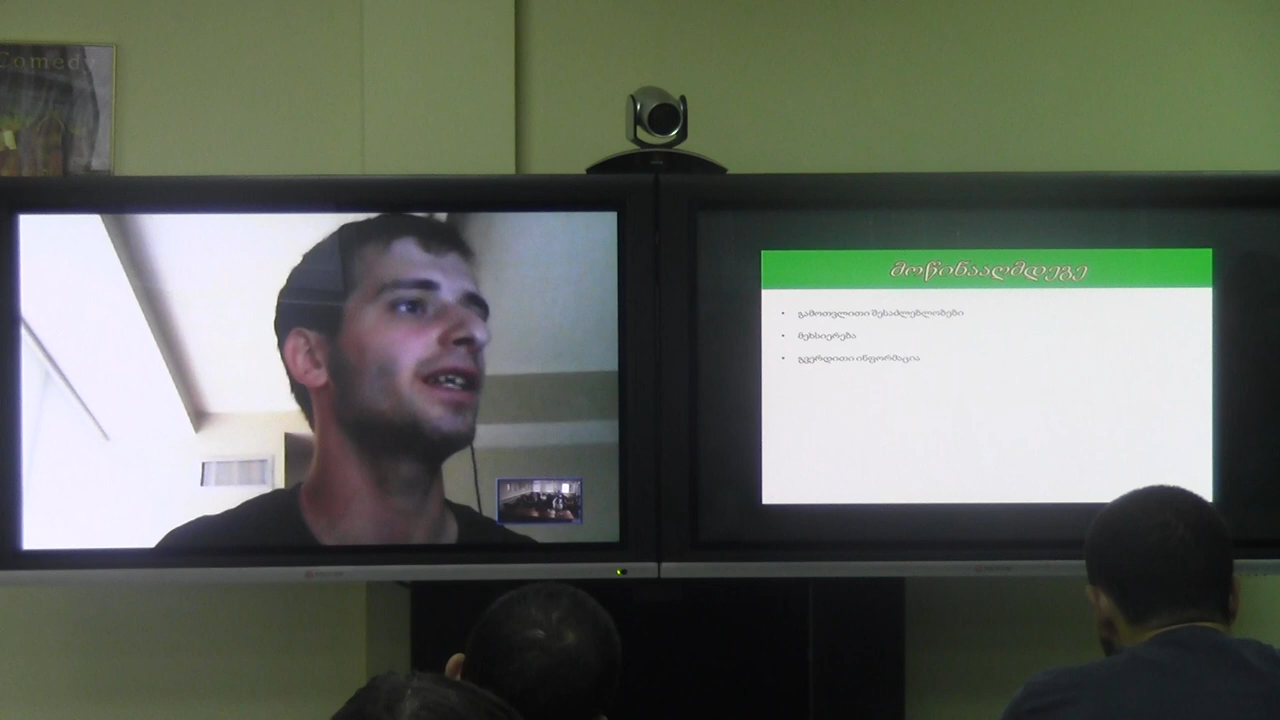 Comedy
მოწინააღმდეგე
• გამოთვლითი შესაძლებლობები
• მეხსიერება
• გვერდითი ინფორმაცია